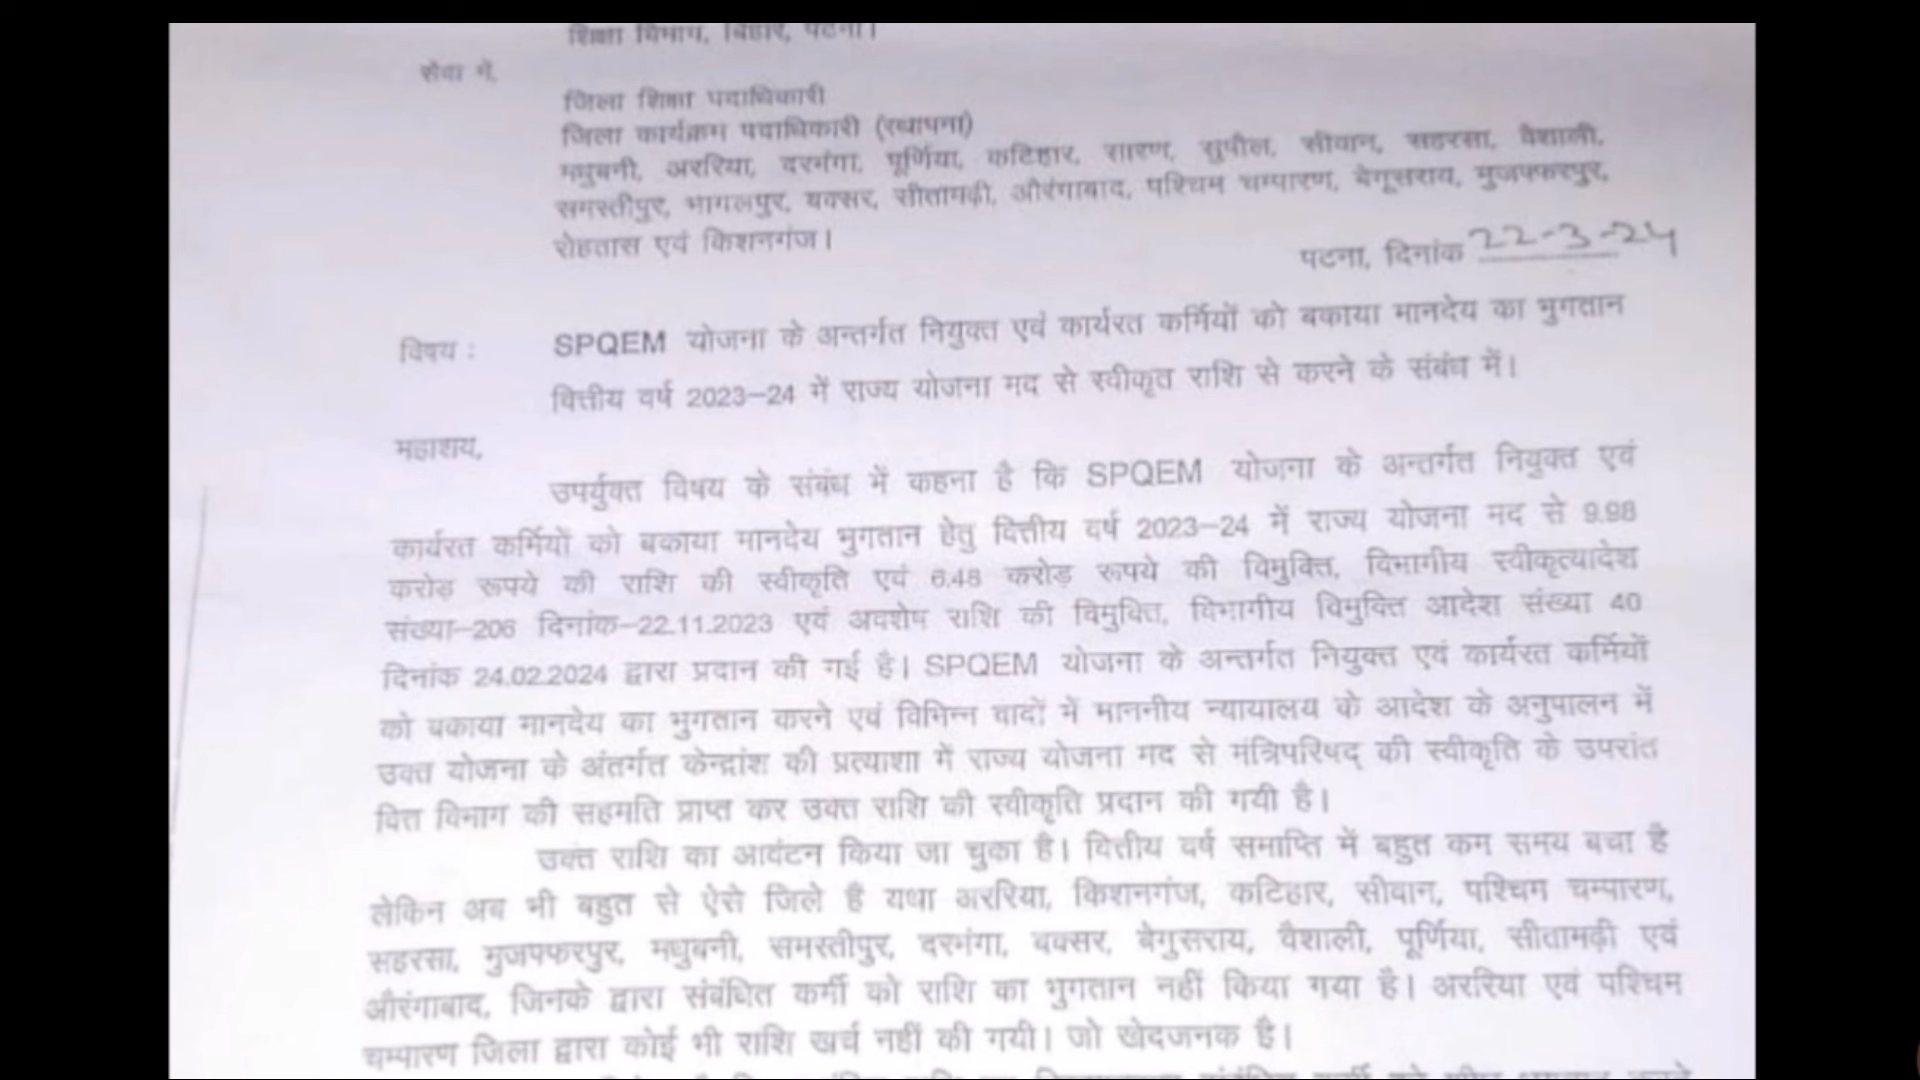 शिक्षा विभाग, बिहार, पटना।
सेवा में,
जिला शिक्षा पदाधिकारी
जिला कार्यक्रम पदाधिकारी (स्थापना)
मधुबनी, अररिया, दरभंगा, पूर्णिया, कटिहार, सारण, सुपौल, सीवान, सहरसा, वैशाली,
समस्तीपुर, भागलपुर, बक्सर, सीतामढ़ी, औरंगाबाद, पश्चिम चम्पारण, बेगूसराय, मुजफ्फरपुर,
रोहतास एवं किशनगंज।
पटना, दिनांक 22-3-24
विषय : SPQEM योजना के अन्तर्गत नियुक्त एवं कार्यरत कर्मियों को बकाया मानदेय का भुगतान
वित्तीय वर्ष 2023–24 में राज्य योजना मद से स्वीकृत राशि से करने के संबंध में।
महाशय,
उपर्युक्त विषय के संबंध में कहना है कि SPQEM योजना के अन्तर्गत नियुक्त एवं
कार्यरत कर्मियों को बकाया मानदेय भुगतान हेतु वित्तीय वर्ष 2023–24 में राज्य योजना मद से 9.98
करोड़ रूपये की राशि की स्वीकृति एवं 6.48 करोड़ रूपये की विमुक्ति, विभागीय स्वीकृत्यादेश
संख्या–206 दिनांक–22.11.2023 एवं अवशेष राशि की विमुक्ति, विभागीय विमुक्ति आदेश संख्या 40
दिनांक 24.02.2024 द्वारा प्रदान की गई है। SPQEM योजना के अन्तर्गत नियुक्त एवं कार्यरत कर्मियों
को बकाया मानदेय का भुगतान करने एवं विभिन्न वादों में माननीय न्यायालय के आदेश के अनुपालन में
उक्त योजना के अंतर्गत केन्द्रांश की प्रत्याशा में राज्य योजना मद से मंत्रिपरिषद् की स्वीकृति के उपरांत
वित्त विभाग की सहमति प्राप्त कर उक्त राशि की स्वीकृति प्रदान की गयी है।
उक्त राशि का आवंटन किया जा चुका है। वित्तीय वर्ष समाप्ति में बहुत कम समय बचा है
लेकिन अब भी बहुत से ऐसे जिले है यथा अररिया, किशनगंज, कटिहार, सीवान, पश्चिम चम्पारण,
सहरसा, मुजफ्फरपुर, मधुबनी, समस्तीपुर, दरभंगा, बक्सर, बेगुसराय, वैशाली, पूर्णिया, सीतामढ़ी एवं
औरंगाबाद, जिनके द्वारा संबंधित कर्मी को राशि का भुगतान नहीं किया गया है। अररिया एवं पश्चिम
चम्पारण जिला द्वारा कोई भी राशि खर्च नहीं की गयी। जो खेदजनक है।